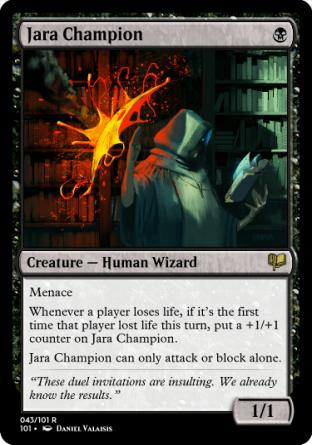 Jara Champion
Creature — Human Wizard
Menace
Whenever a player loses life, if it's the first
time that player lost life this turn, put a +1/+1
counter on Jara Champion.
Jara Champion can only attack or block alone.
“These duel invitations are insulting. We already
know the results.”
1/1
043/101 R
101 • Daniel Valaisis